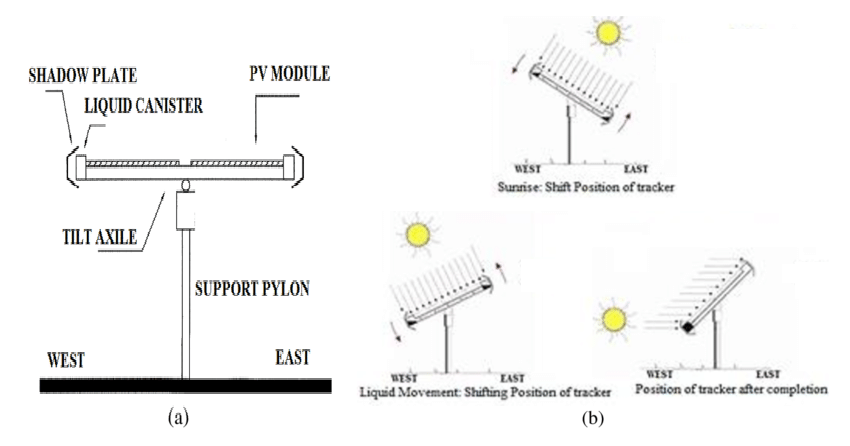 SHADOW PLATE
PV MODULE
LIQUID CANISTER
TILT AXILE
SUPPORT PYLON
WEST
EAST
(a)
WEST
EAST
Sunrise: Shift Position of tracker
WEST
EAST
Liquid Movement: Shifting Position of tracker
WEST
EAST
Position of tracker after completion
(b)